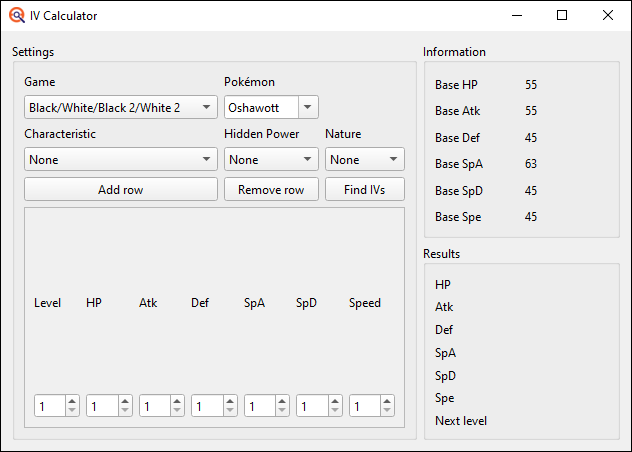 IV Calculator
Settings
Game
Pokémon
Black/White/Black 2/White 2
Oshawott
Characteristic
Hidden Power
Nature
None
None
None
Add row
Remove row
Find IVs
Level HP Atk Def SpA SpD Speed
1 1 1 1 1 1 1
Information
Base HP 55
Base Atk 55
Base Def 45
Base SpA 63
Base SpD 45
Base Spe 45
Results
HP
Atk
Def
SpA
SpD
Spe
Next level